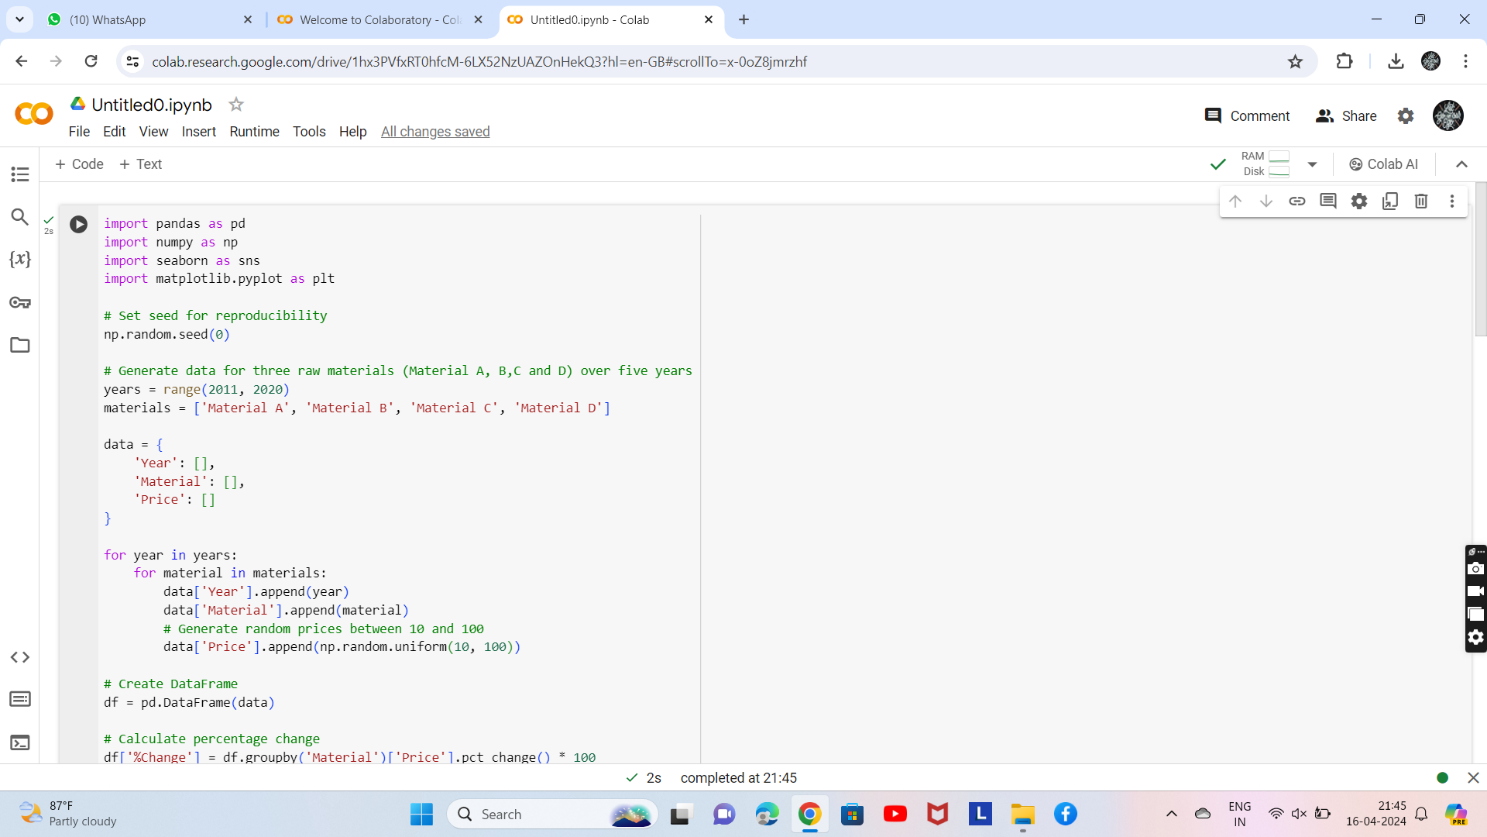 (10) WhatsApp
Welcome to Colaboratory - Col
Untitled0.ipynb - Colab
colab.research.google.com/drive/1hx3PVfxRT0hfcM-6LX52NzUAZOnHekQ3?hl=en-GB#scrollTo=x-0oZ8jmrzhf
Untitled0.ipynb
Comment
Share
File Edit View Insert Runtime Tools Help All changes saved
+ Code + Text
RAM
Disk
Colab AI
{x}
2s
import pandas as pd
import numpy as np
import seaborn as sns
import matplotlib.pyplot as plt
# Set seed for reproducibility
np.random.seed(0)
# Generate data for three raw materials (Material A, B,C and D) over five years
years = range(2011, 2020)
materials = ['Material A', 'Material B', 'Material C', 'Material D']
data = {
'Year': [],
'Material': [],
'Price': []
}
for year in years:
for material in materials:
data['Year'].append(year)
data['Material'].append(material)
# Generate random prices between 10 and 100
data['Price'].append(np.random.uniform(10, 100))
# Create DataFrame
df = pd.DataFrame(data)
# Calculate percentage change
df['%Change'] = df.groupby('Material')['Price'].pct_change() * 100
2s completed at 21:45
87°F
Partly cloudy
Search
L
ENG
IN
21:45
16-04-2024
PRE